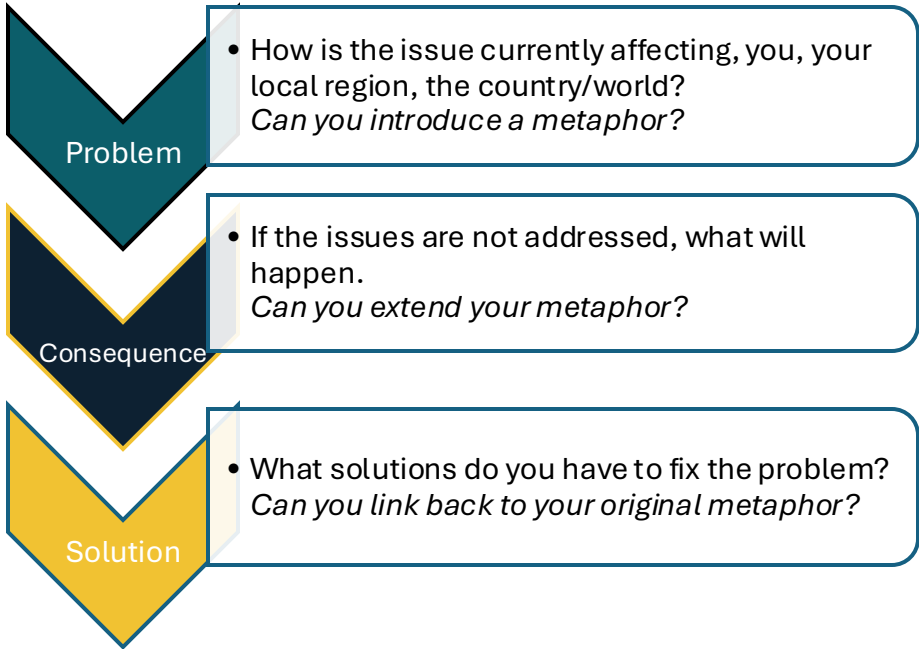 Problem
• How is the issue currently affecting, you, your
local region, the country/world?
Can you introduce a metaphor?
Consequence
• If the issues are not addressed, what will
happen.
Can you extend your metaphor?
Solution
• What solutions do you have to fix the problem?
Can you link back to your original metaphor?